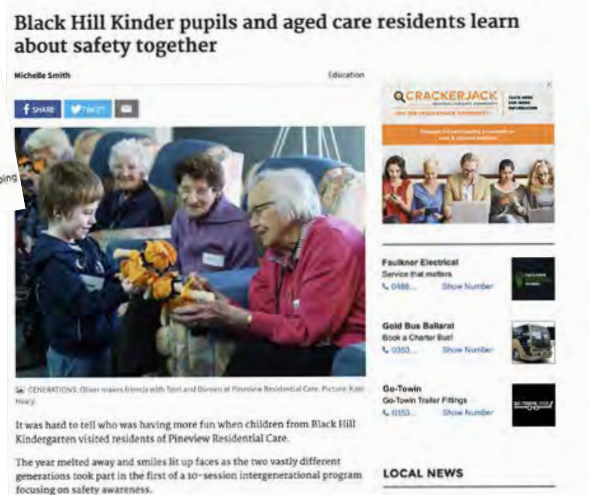 Black Hill Kinder pupils and aged care residents learn
about safety together
Michelle Smith
Education
SHARE
TWEET
CRACKERJACK
Faulkner Electrical
Service that matters
0488... Show Number
Gold Bus Ballarat
Book a Charter Bus!
0353... Show Number
Go-Towin
Go-Towin Trailer Fittings
0353... Show Number
GENERATIONS: Oliver makes friends with Toni and Doreen at Pineview Residential Care. Picture: Kate
Healy.
It was hard to tell who was having more fun when children from Black Hill
Kindergarten visited residents of Pineview Residential Care.
The year melted away and smiles lit up faces as the two vastly different
generations took part in the first of a 10-session intergenerational program
focusing on safety awareness.
LOCAL NEWS